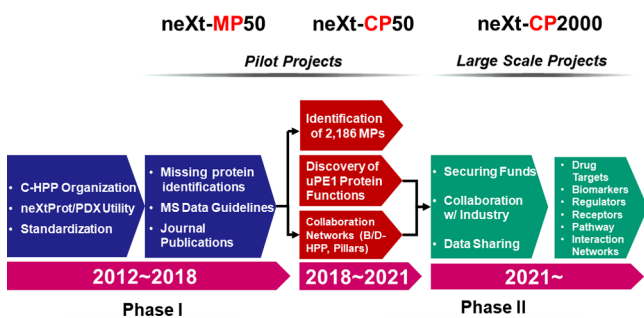 neXt-MP50
neXt-CP50
neXt-CP2000
Pilot Projects
Large Scale Projects
• C-HPP Organization
• neXtProt/PDX Utility
• Standardization
• Missing protein
identifications
• MS Data Guidelines
• Journal
Publications
Identification
of 2,186 MPs
Discovery of
uPE1 Protein
Functions
Collaboration
Networks (B/D-
HPP, Pillars)
• Securing Funds
• Collaboration
w/ Industry
• Data Sharing
• Drug
Targets
• Biomarkers
• Regulators
• Receptors
• Pathway
• Interaction
Networks
2012~2018
2018~2021
2021~
Phase I
Phase II